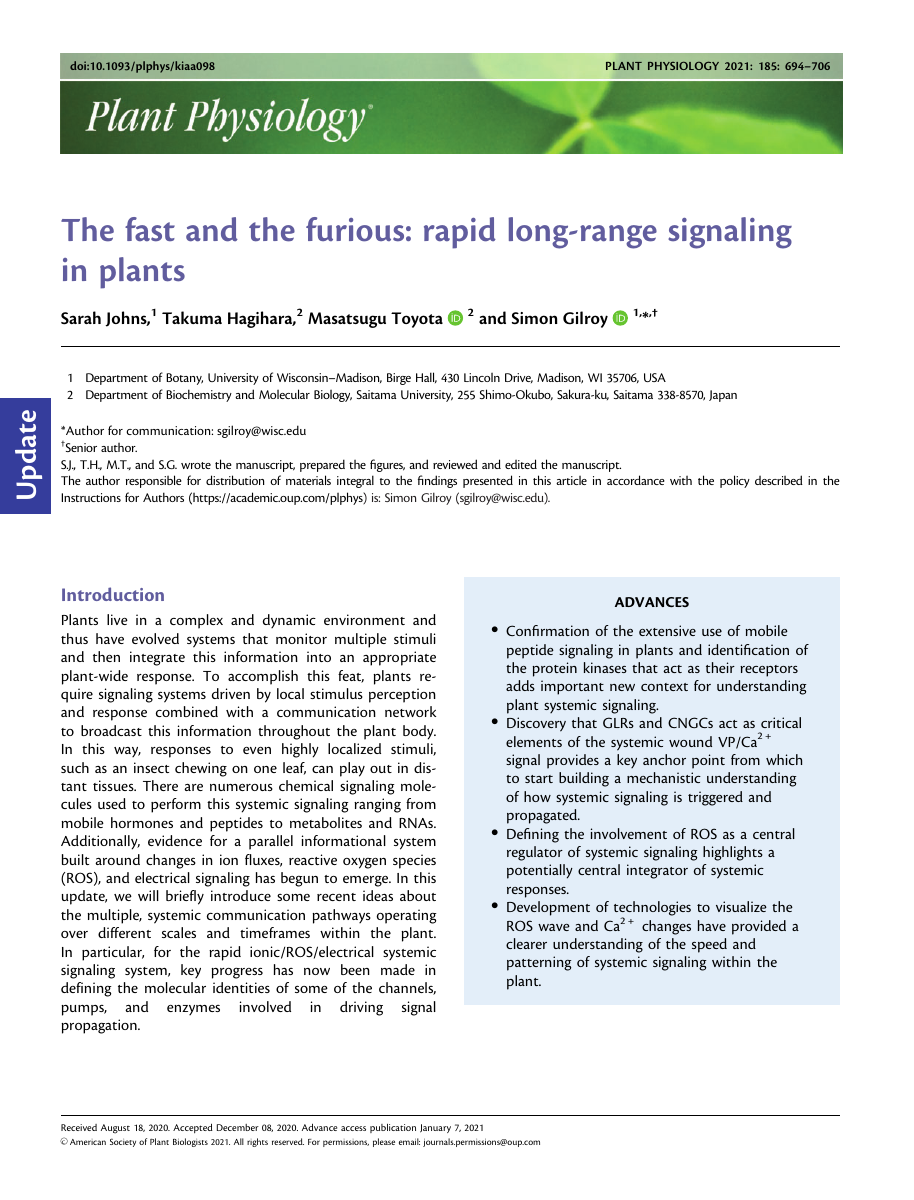 doi:10.1093/plphys/kiaa098
PLANT PHYSIOLOGY 2021: 185: 694–706
Plant Physiology®
The fast and the furious: rapid long-range signaling
in plants
Sarah Johns,1 Takuma Hagihara,2 Masatsugu Toyota iD 2 and Simon Gilroy iD 1,*,†
1 Department of Botany, University of Wisconsin–Madison, Birge Hall, 430 Lincoln Drive, Madison, WI 35706, USA
2 Department of Biochemistry and Molecular Biology, Saitama University, 255 Shimo-Okubo, Sakura-ku, Saitama 338-8570, Japan
*Author for communication: sgilroy@wisc.edu
†Senior author.
S.J., T.H., M.T., and S.G. wrote the manuscript, prepared the figures, and reviewed and edited the manuscript.
The author responsible for distribution of materials integral to the findings presented in this article in accordance with the policy described in the
Instructions for Authors (https://academic.oup.com/plphys) is: Simon Gilroy (sgilroy@wisc.edu).
Update
Introduction
Plants live in a complex and dynamic environment and
thus have evolved systems that monitor multiple stimuli
and then integrate this information into an appropriate
plant-wide response. To accomplish this feat, plants re-
quire signaling systems driven by local stimulus perception
and response combined with a communication network
to broadcast this information throughout the plant body.
In this way, responses to even highly localized stimuli,
such as an insect chewing on one leaf, can play out in dis-
tant tissues. There are numerous chemical signaling mole-
cules used to perform this systemic signaling ranging from
mobile hormones and peptides to metabolites and RNAs.
Additionally, evidence for a parallel informational system
built around changes in ion fluxes, reactive oxygen species
(ROS), and electrical signaling has begun to emerge. In this
update, we will briefly introduce some recent ideas about
the multiple, systemic communication pathways operating
over different scales and timeframes within the plant.
In particular, for the rapid ionic/ROS/electrical systemic
signaling system, key progress has now been made in
defining the molecular identities of some of the channels,
pumps, and enzymes involved in driving signal
propagation.
ADVANCES
• Confirmation of the extensive use of mobile
peptide signaling in plants and identification of
the protein kinases that act as their receptors
adds important new context for understanding
plant systemic signaling.
• Discovery that GLRs and CNGCs act as critical
elements of the systemic wound VP/Ca2+
signal provides a key anchor point from which
to start building a mechanistic understanding
of how systemic signaling is triggered and
propagated.
• Defining the involvement of ROS as a central
regulator of systemic signaling highlights a
potentially central integrator of systemic
responses.
• Development of technologies to visualize the
ROS wave and Ca2+ changes have provided a
clearer understanding of the speed and
patterning of systemic signaling within the
plant.
Received August 18, 2020. Accepted December 08, 2020. Advance access publication January 7, 2021
© American Society of Plant Biologists 2021. All rights reserved. For permissions, please email: journals.permissions@oup.com